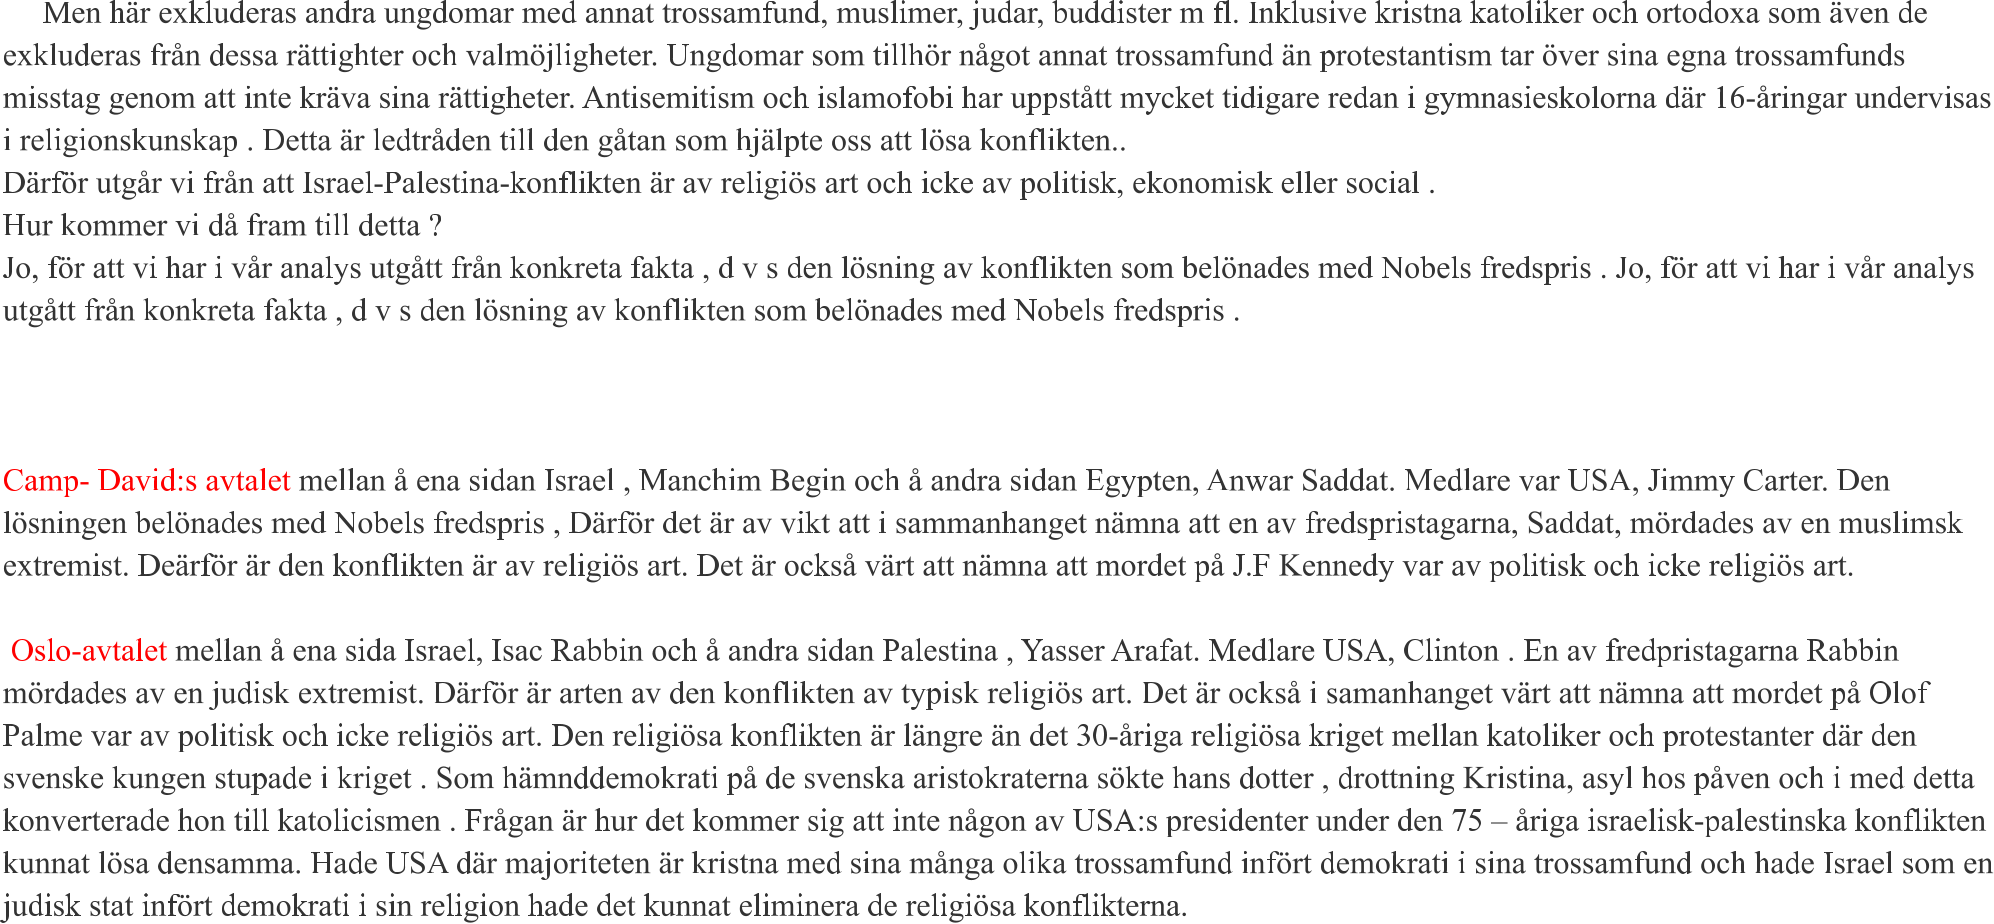 Men här exkluderas andra ungdomar med annat trossamfund, muslimer, judar, buddister m fl. Inklusive kristna katoliker och ortodoxa som även de
exkluderas från dessa rättighter och valmöjligheter. Ungdomar som tillhör något annat trossamfund än protestantism tar över sina egna trossamfunds
misstag genom att inte kräva sina rättigheter. Antisemitism och islamofobi har uppstått mycket tidigare redan i gymnasieskolorna där 16-åringar undervisas
i religionskunskap . Detta är ledtråden till den gåtan som hjälpte oss att lösa konflikten..
Därför utgår vi från att Israel-Palestina-konflikten är av religiös art och icke av politisk, ekonomisk eller social .
Hur kommer vi då fram till detta ?
Jo, för att vi har i vår analys utgått från konkreta fakta , d v s den lösning av konflikten som belönades med Nobels fredspris . Jo, för att vi har i vår analys
utgått från konkreta fakta , d v s den lösning av konflikten som belönades med Nobels fredspris .
Camp- David:s avtalet mellan å ena sidan Israel , Manchim Begin och å andra sidan Egypten, Anwar Saddat. Medlare var USA, Jimmy Carter. Den
lösningen belönades med Nobels fredspris , Därför det är av vikt att i sammanhanget nämna att en av fredspristagarna, Saddat, mördades av en muslimsk
extremist. Deärför är den konflikten är av religiös art. Det är också värt att nämna att mordet på J.F Kennedy var av politisk och icke religiös art.
Oslo-avtalet mellan å ena sida Israel, Isac Rabbin och å andra sidan Palestina , Yasser Arafat. Medlare USA, Clinton . En av fredpristagarna Rabbin
mördades av en judisk extremist. Därför är arten av den konflikten av typisk religiös art. Det är också i samanhanget värt att nämna att mordet på Olof
Palme var av politisk och icke religiös art. Den religiösa konflikten är längre än det 30-åriga religiösa kriget mellan katoliker och protestanter där den
svenske kungen stupade i kriget . Som hämnddemokrati på de svenska aristokraterna sökte hans dotter , drottning Kristina, asyl hos påven och i med detta
konverterade hon till katolicismen . Frågan är hur det kommer sig att inte någon av USA:s presidenter under den 75 – åriga israelisk-palestinska konflikten
kunnat lösa densamma. Hade USA där majoriteten är kristna med sina många olika trossamfund infört demokrati i sina trossamfund och hade Israel som en
judisk stat infört demokrati i sin religion hade det kunnat eliminera de religiösa konflikterna.